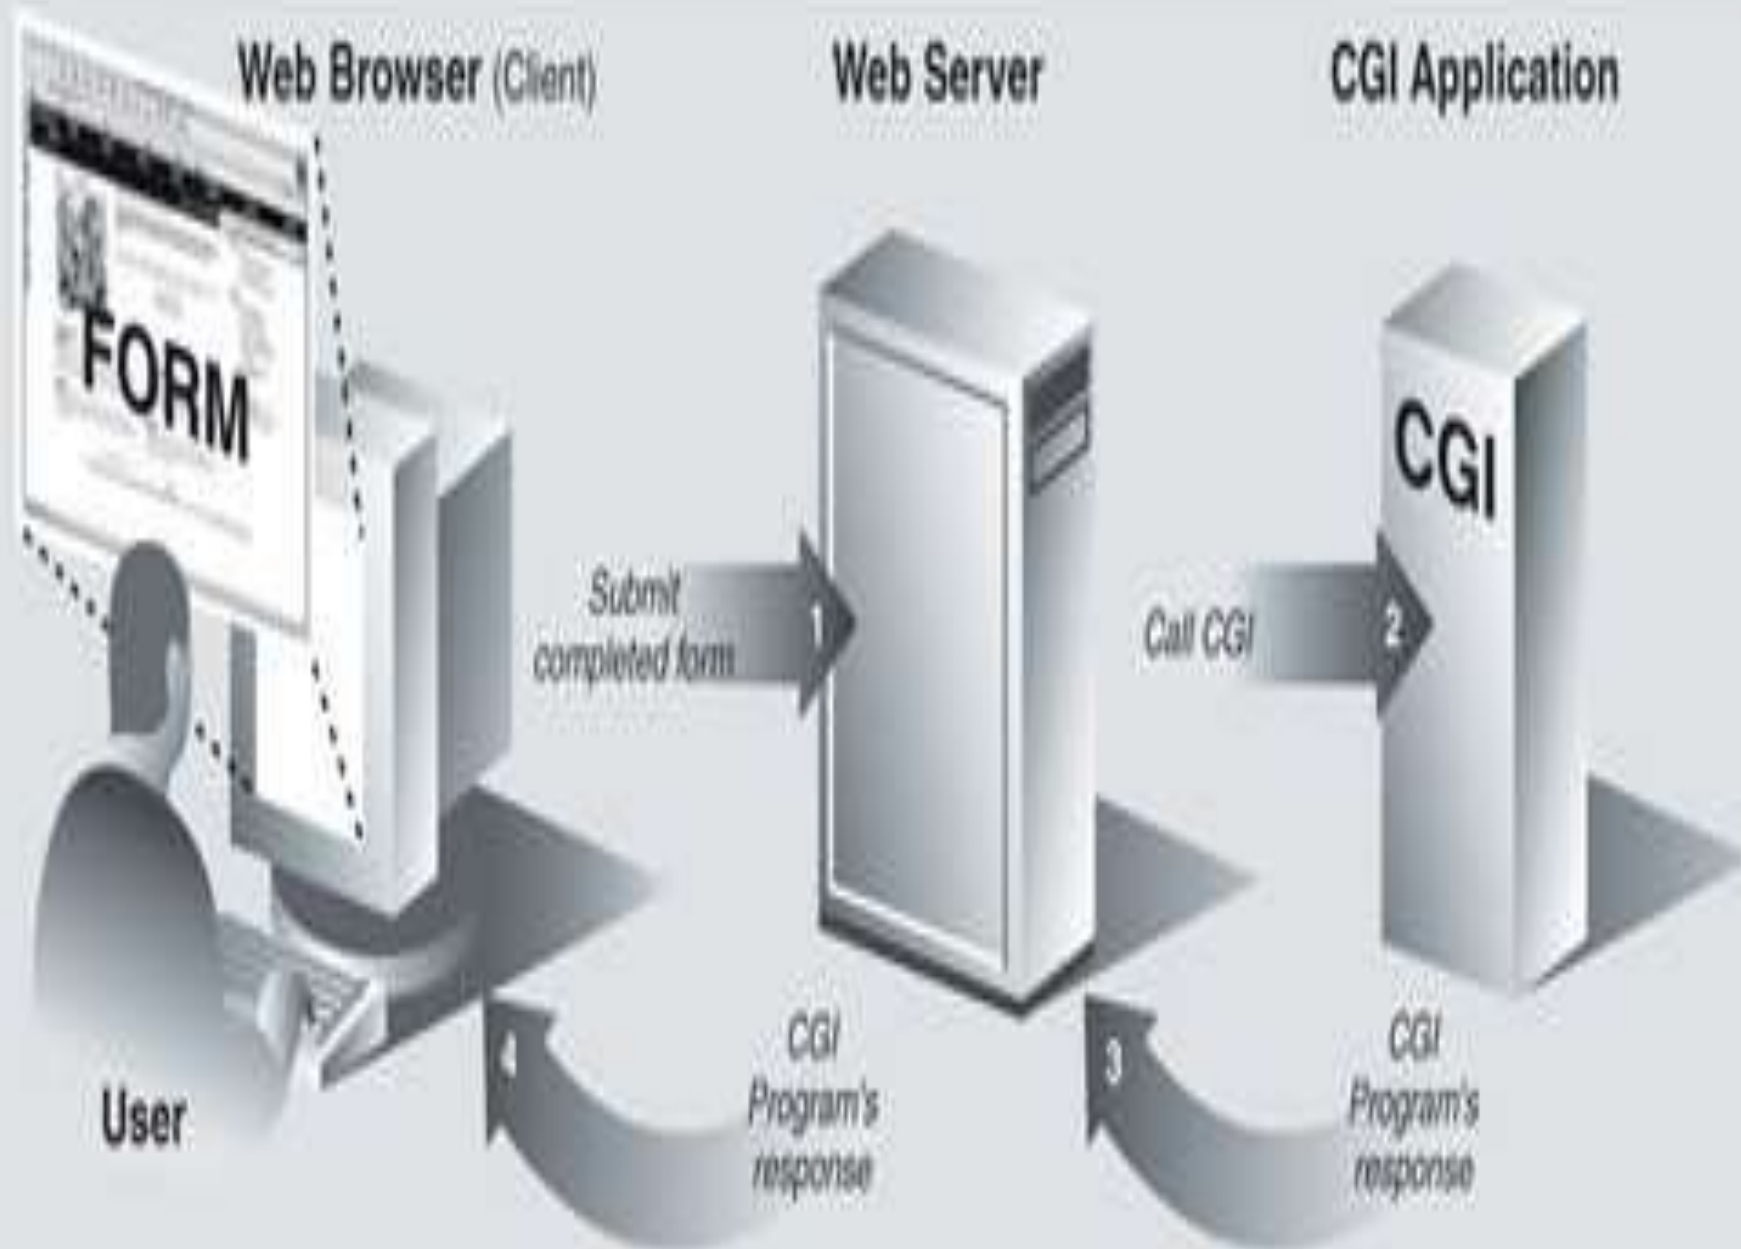 Web Browser (Client)
Web Server
CGI Application
FORM
CGI
Submit
completed form
1
Call CGI
2
User
4
CGI
Program's
response
3
CGI
Program's
response